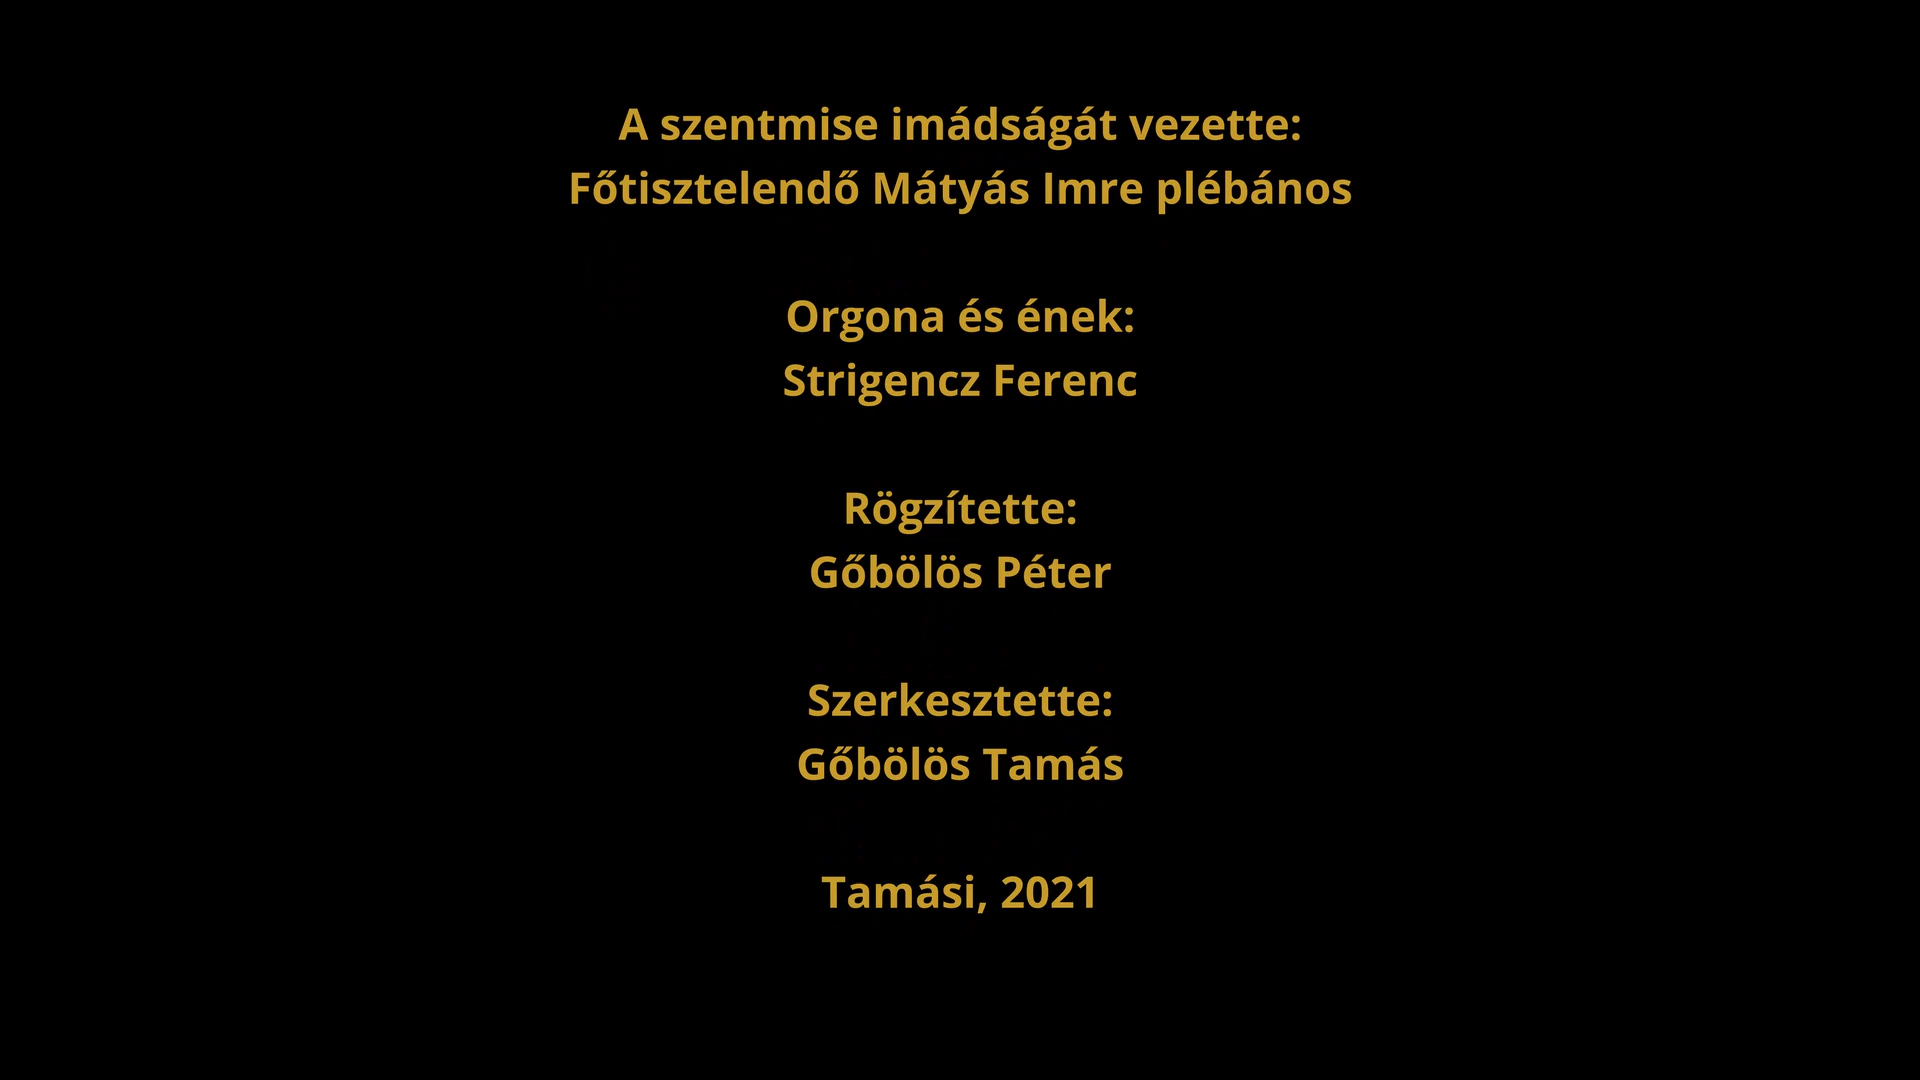 A szentmise imádságát vezette:
Főtisztelendő Mátyás Imre plébános
Orgona és ének:
Strigencz Ferenc
Rögzítette:
Gőbölös Péter
Szerkesztette:
Gőbölös Tamás
Tamási, 2021